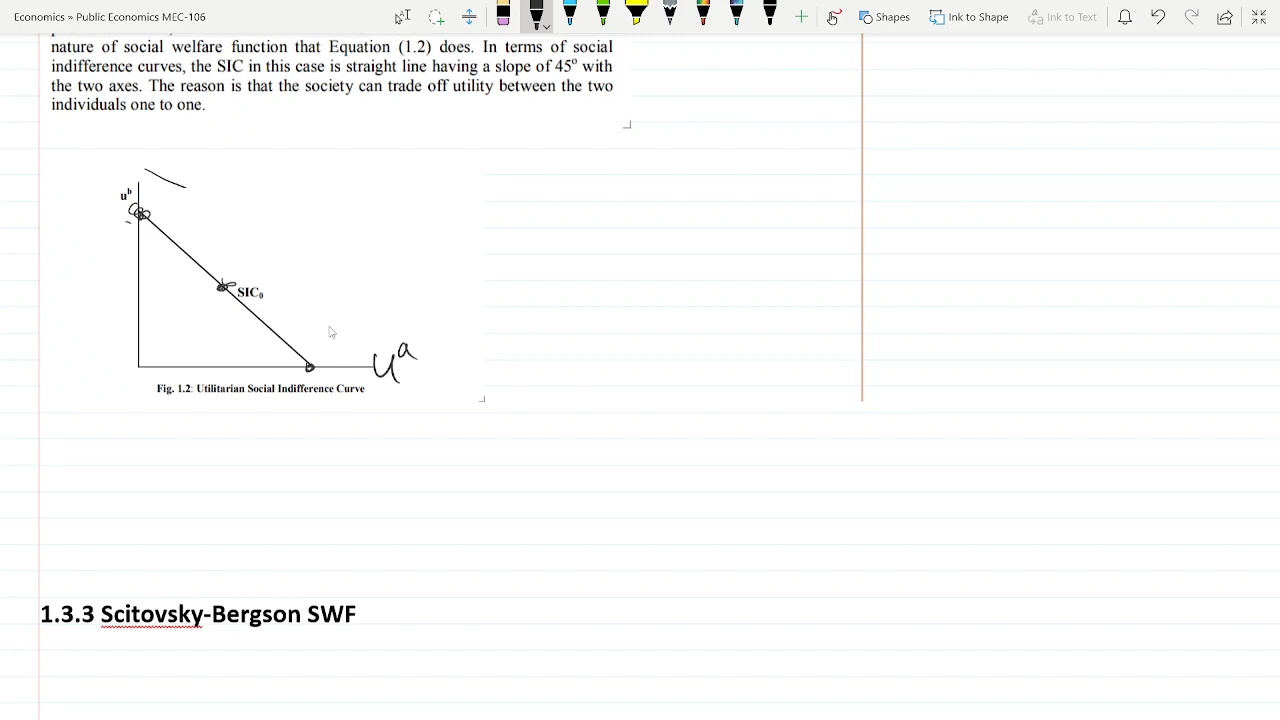 Economics » Public Economics MEC-106
Shapes
Ink to Shape
Ink to Text
nature of social welfare function that Equation (1.2) does. In terms of social
indifference curves, the SIC in this case is straight line having a slope of 45° with
the two axes. The reason is that the society can trade off utility between the two
individuals one to one.
uᵇ
SIC₀
uᵃ
Fig. 1.2: Utilitarian Social Indifference Curve
1.3.3 Scitovsky-Bergson SWF